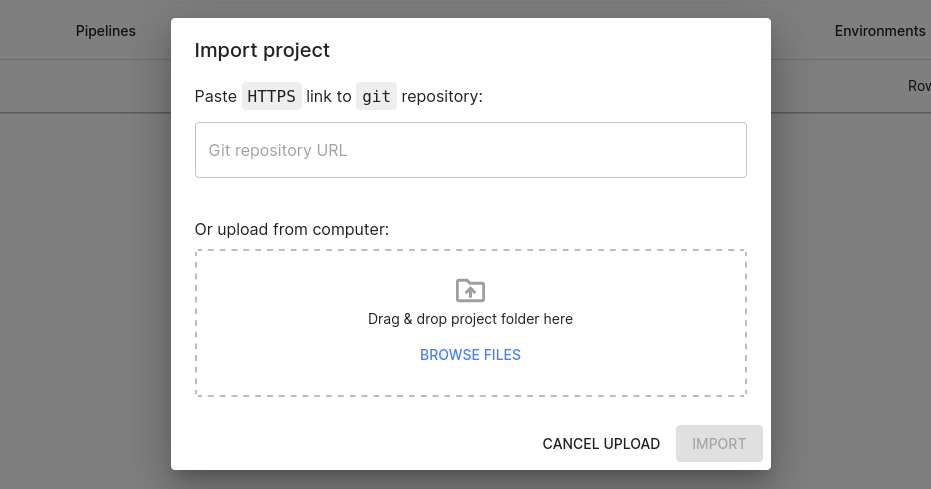 Pipelines
Environments
Import project
Paste HTTPS link to git repository:
Git repository URL
Or upload from computer:
Drag & drop project folder here
BROWSE FILES
CANCEL UPLOAD
IMPORT